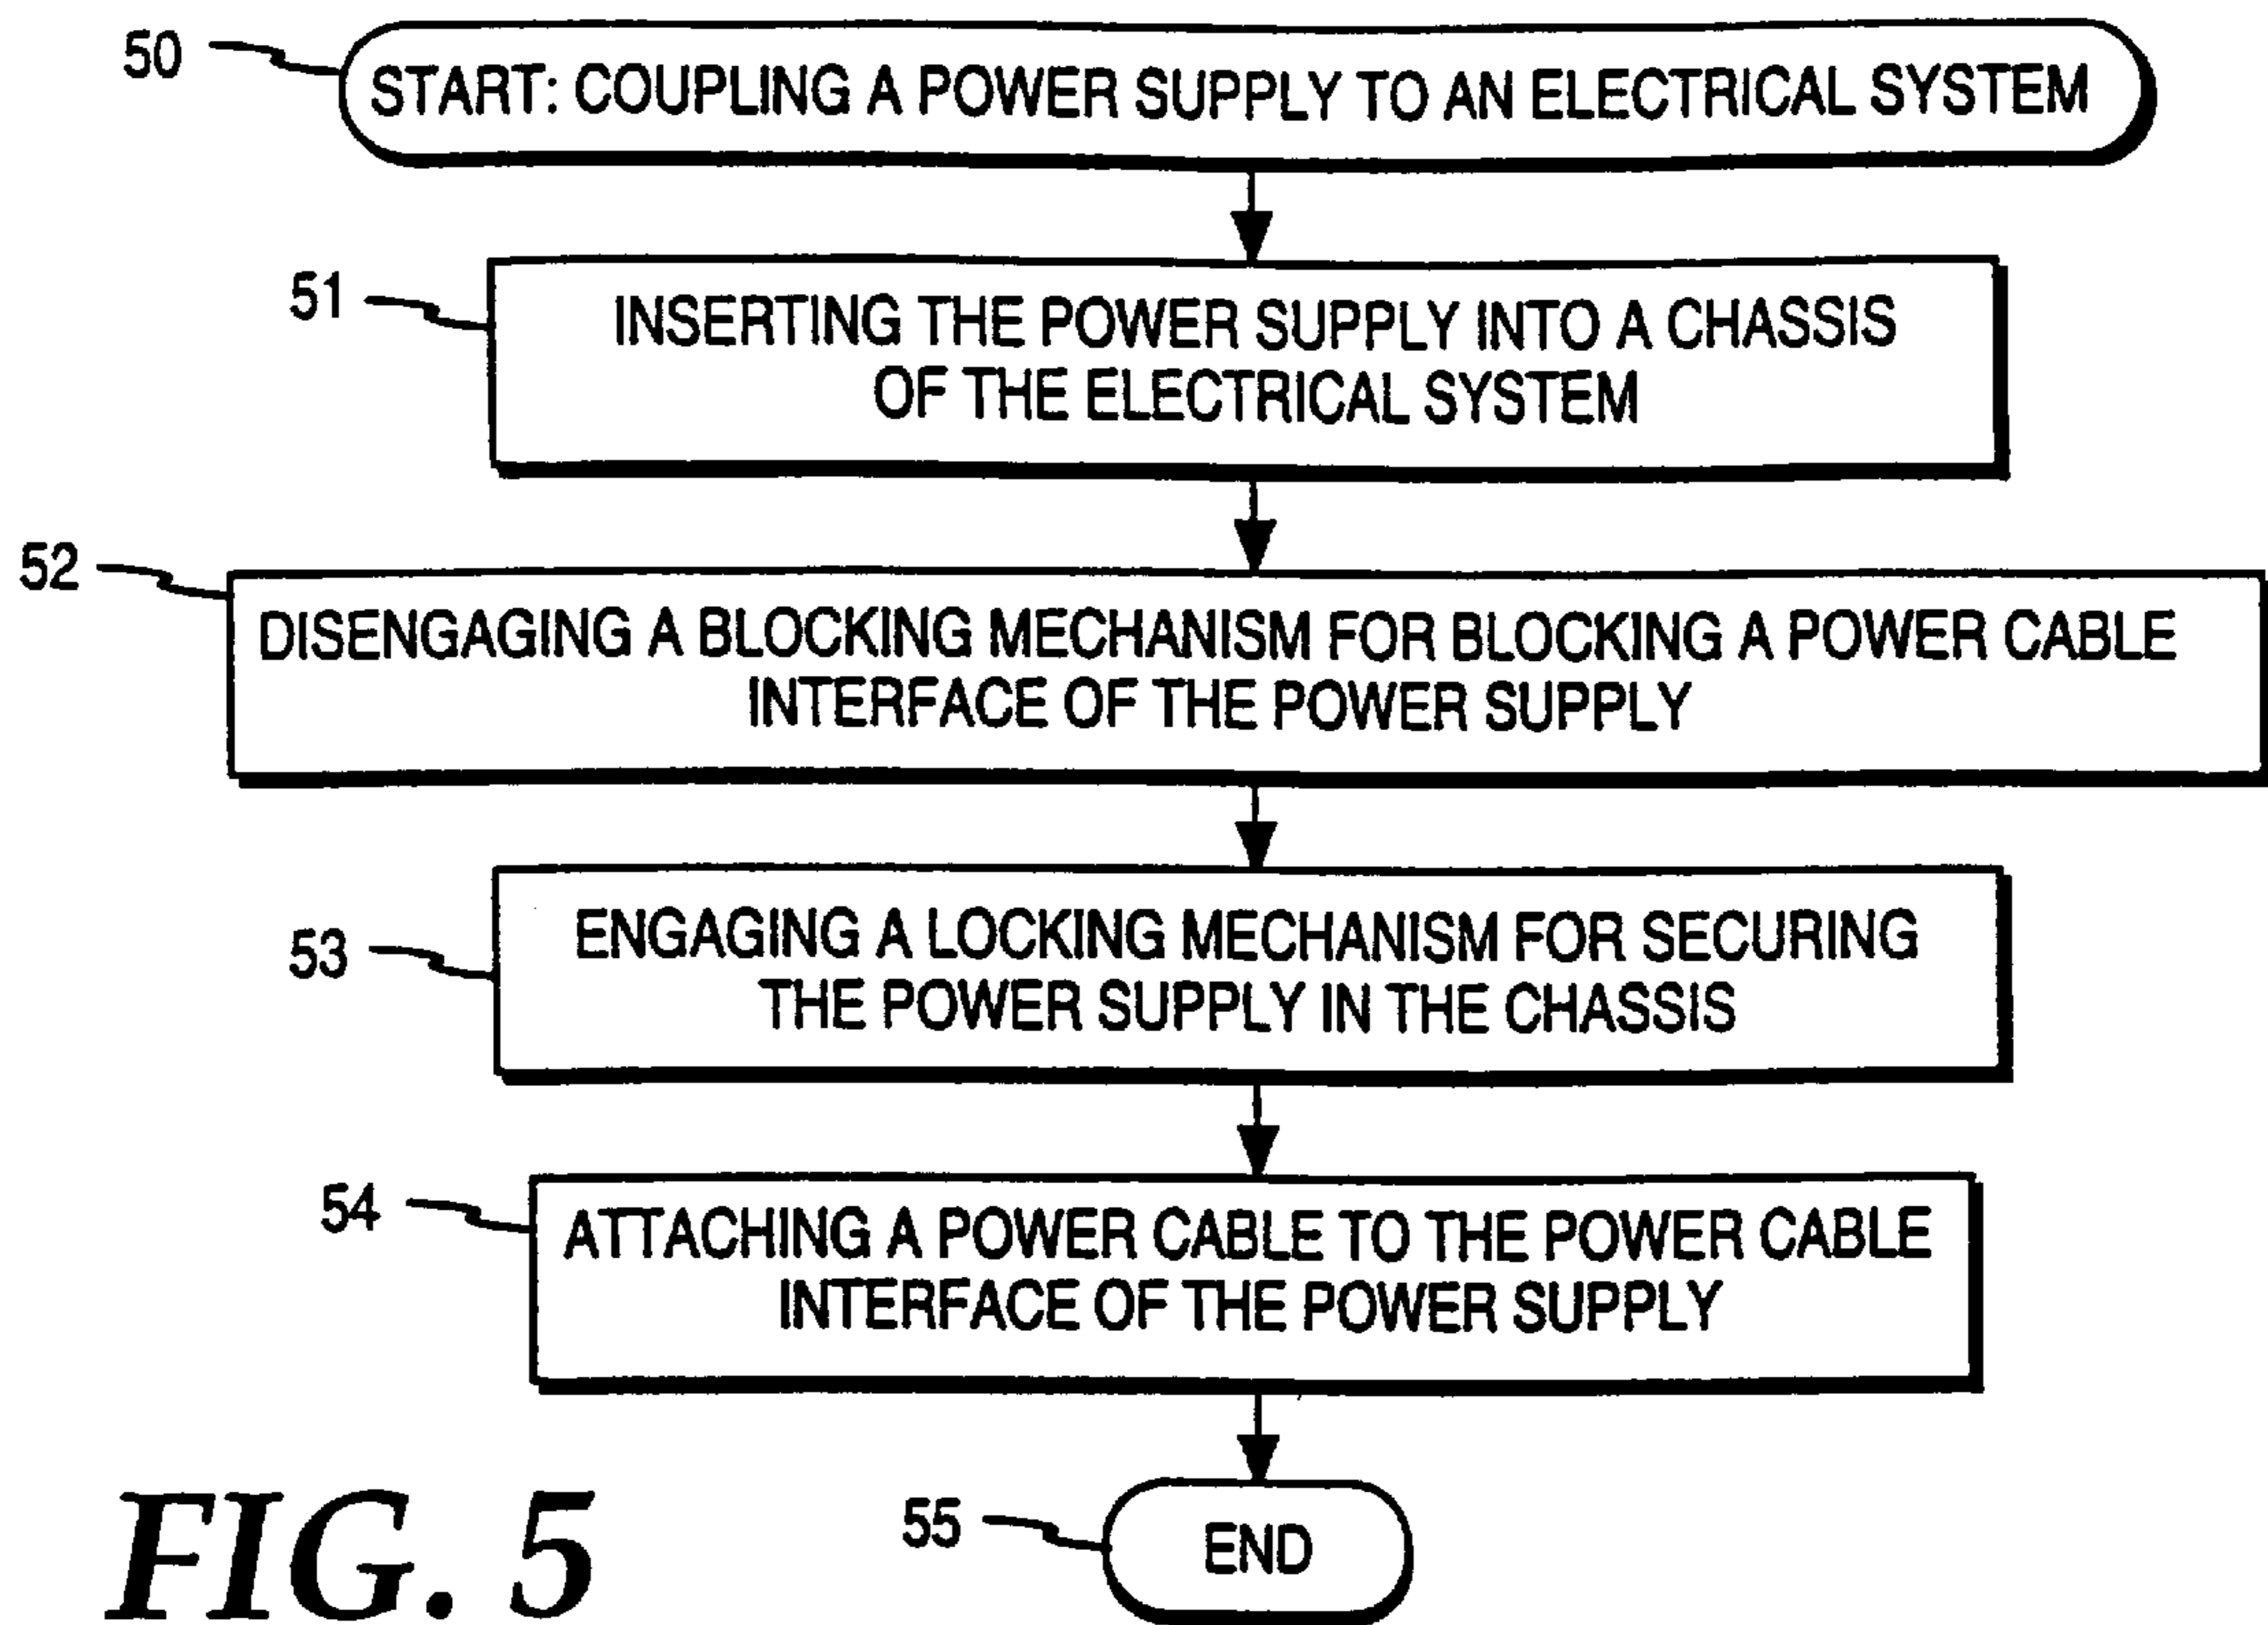 50
START: COUPLING A POWER SUPPLY TO AN ELECTRICAL SYSTEM
51
INSERTING THE POWER SUPPLY INTO A CHASSIS
OF THE ELECTRICAL SYSTEM
52
DISENGAGING A BLOCKING MECHANISM FOR BLOCKING A POWER CABLE
INTERFACE OF THE POWER SUPPLY
53
ENGAGING A LOCKING MECHANISM FOR SECURING
THE POWER SUPPLY IN THE CHASSIS
54
ATTACHING A POWER CABLE TO THE POWER CABLE
INTERFACE OF THE POWER SUPPLY
55
END
FIG. 5